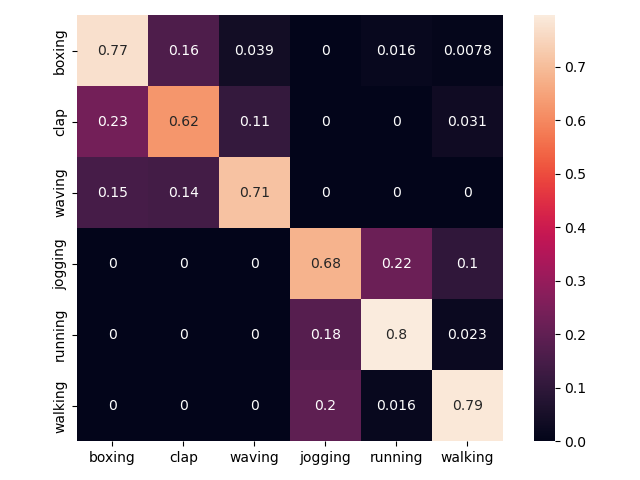 boxing 0.77 0.16 0.039 0 0.016 0.0078
clap 0.23 0.62 0.11 0 0 0.031
waving 0.15 0.14 0.71 0 0 0
jogging 0 0 0 0.68 0.22 0.1
running 0 0 0 0.18 0.8 0.023
walking 0 0 0 0.2 0.016 0.79
boxing clap waving jogging running walking
0.7
0.6
0.5
0.4
0.3
0.2
0.1
0.0